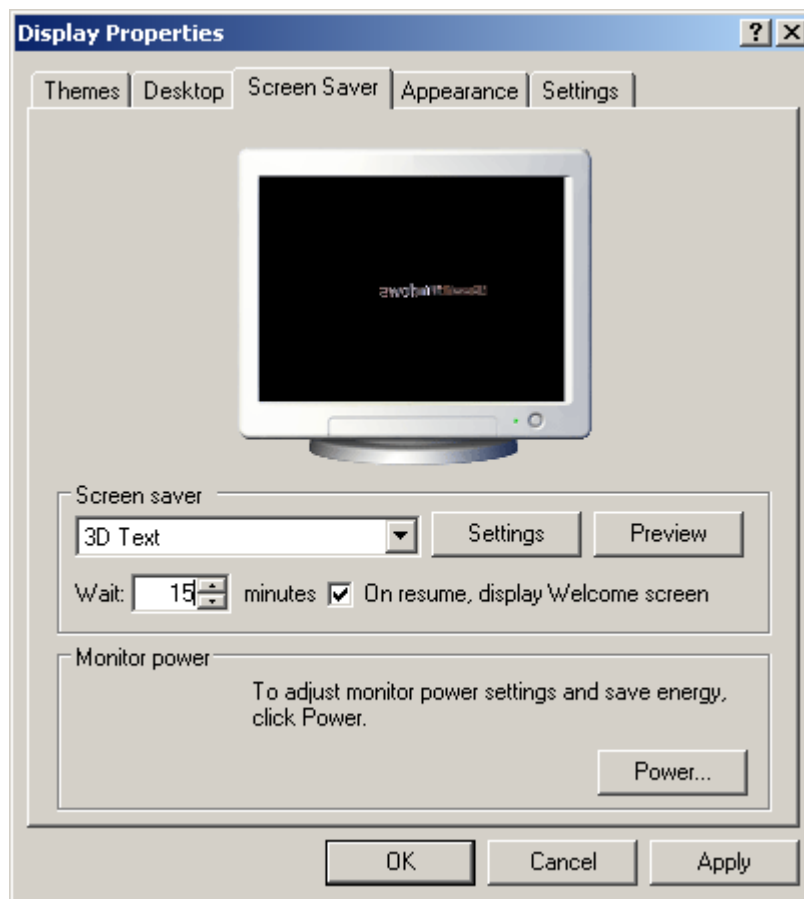 Display Properties
Themes Desktop Screen Saver Appearance Settings
Screen saver
3D Text Settings Preview
Wait: 15 minutes On resume, display Welcome screen
Monitor power
To adjust monitor power settings and save energy,
click Power.
Power...
OK Cancel Apply